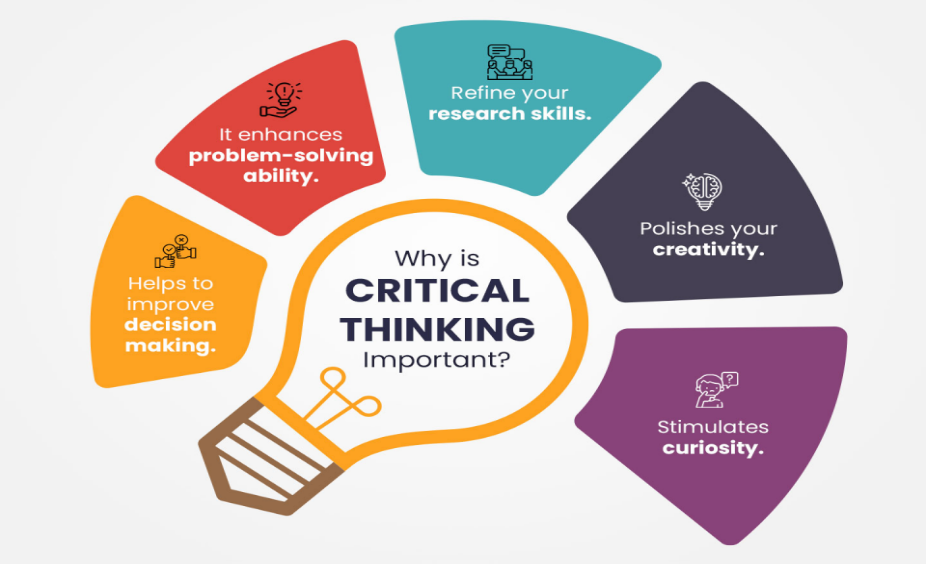 Why is
CRITICAL
THINKING
Important?
Helps to
improve
decision
making.
It enhances
problem-solving
ability.
Refine your
research skills.
Polishes your
creativity.
Stimulates
curiosity.
?